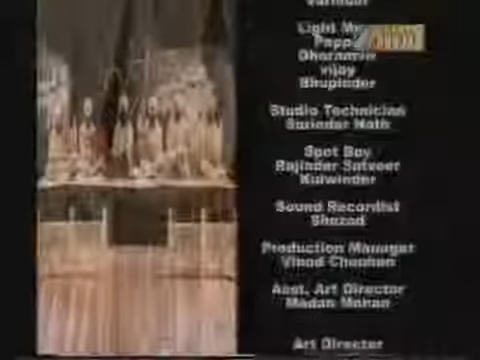 Varinder
Light Men
Pappu
Dharamvir
vijay
Bhupinder
Studio Technician
Surinder Nath
Spot Boy
Rajinder Satveer
Kulwinder
Sound Recordist
Shazad
Production Manager
Vinod Chauhan
Asst. Art Director
Madan Mohan
Art Director